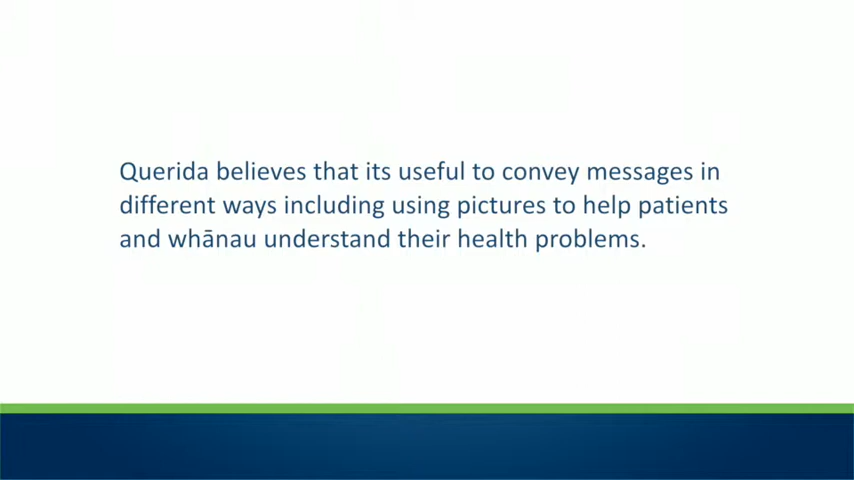 Querida believes that its useful to convey messages in
different ways including using pictures to help patients
and whānau understand their health problems.